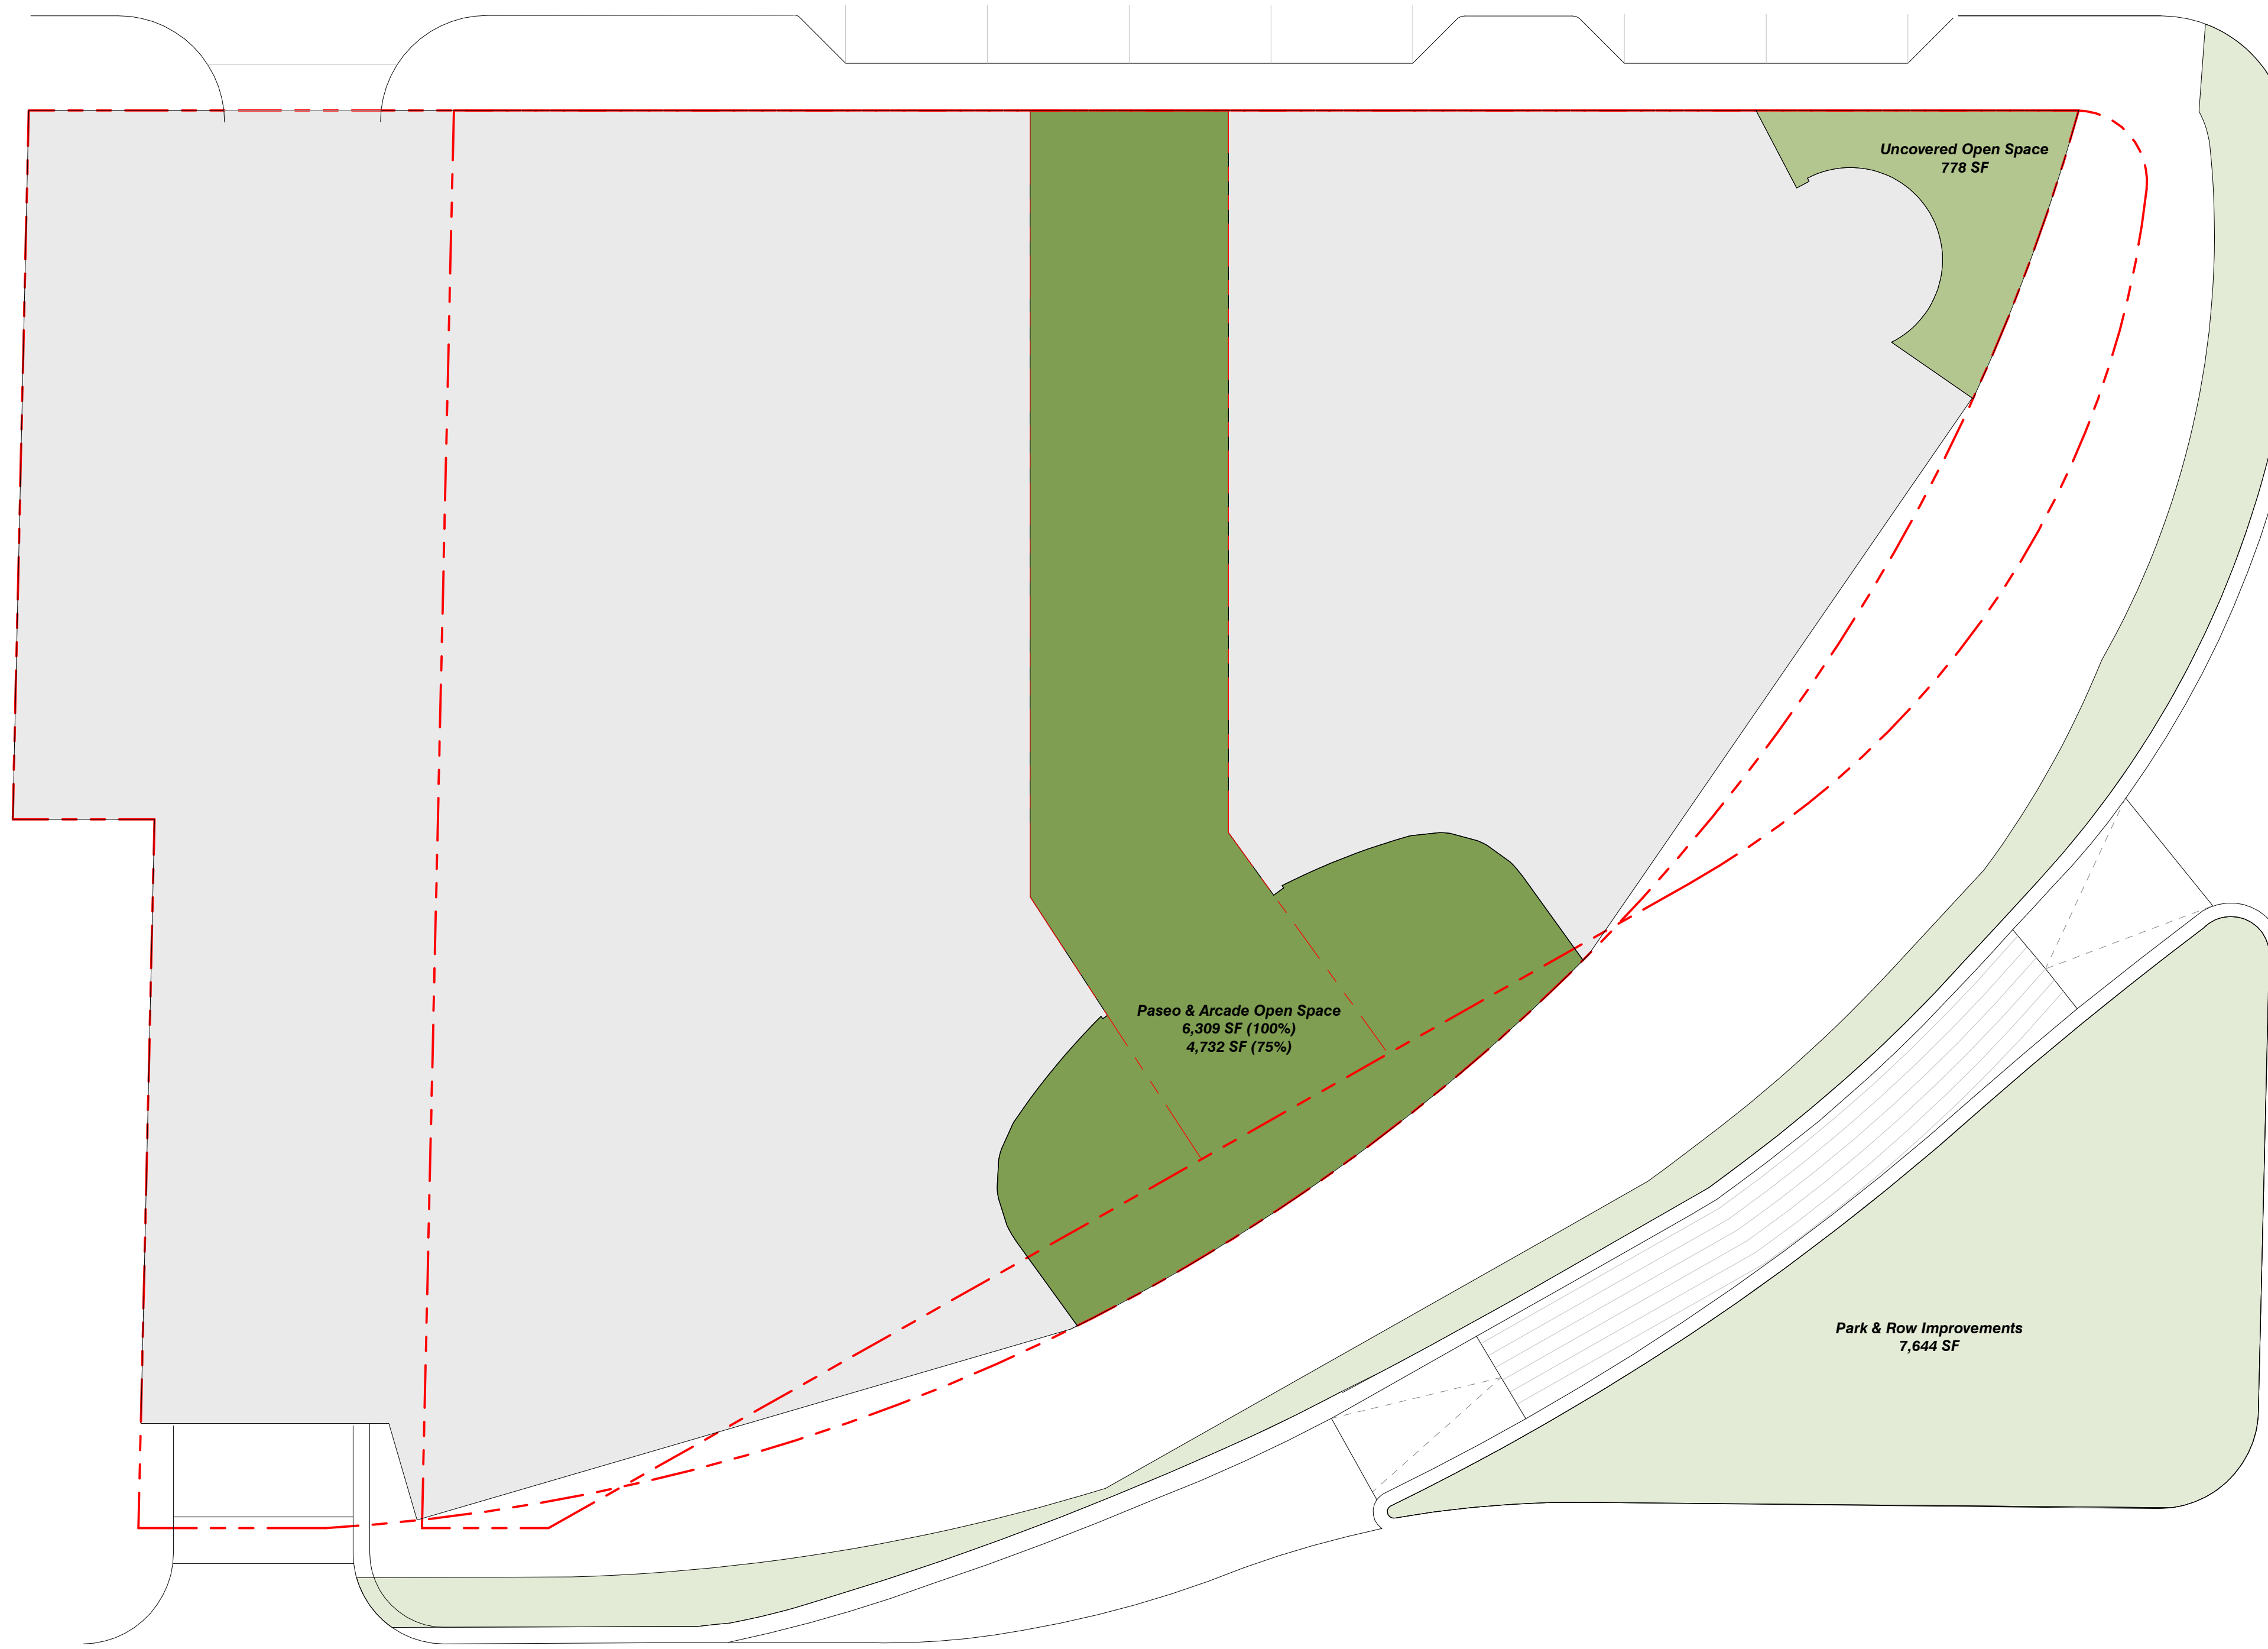 Uncovered Open Space
778 SF
Paseo & Arcade Open Space
6,309 SF (100%)
4,732 SF (75%)
Park & Row Improvements
7,644 SF